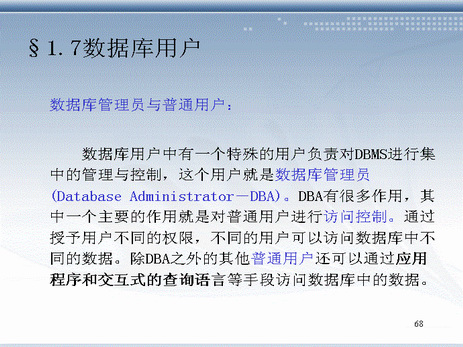 §1.7数据库用户
数据库管理员与普通用户：
数据库用户中有一个特殊的用户负责对DBMS进行集
中的管理与控制，这个用户就是数据库管理员
(Database Administrator－DBA)。DBA有很多作用，其
中一个主要的作用就是对普通用户进行访问控制。通过
授予用户不同的权限，不同的用户可以访问数据库中不
同的数据。除DBA之外的其他普通用户还可以通过应用
程序和交互式的查询语言等手段访问数据库中的数据。
68